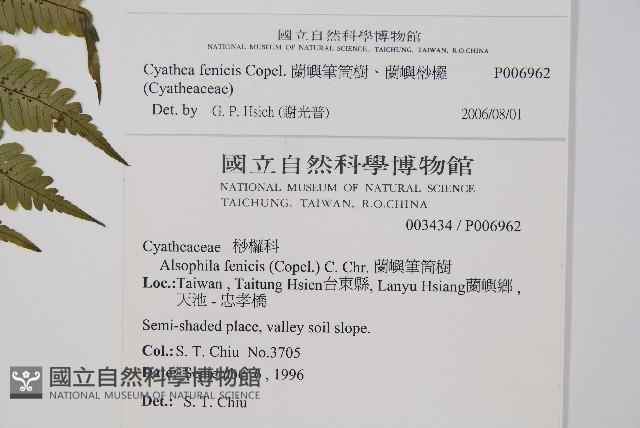 國立自然科學博物館
NATIONAL MUSEUM OF NATURAL SCIENCE, TAICHUNG, TAIWAN, R.O.CHINA
Cyathea fenicis Copel. 蘭嶼筆筒樹、蘭嶼桫欏 P006962
(Cyatheaceae)
Det. by G. P. Hsieh (謝光普) 2006/08/01
國立自然科學博物館
NATIONAL MUSEUM OF NATURAL SCIENCE
TAICHUNG, TAIWAN, R.O.CHINA
003434 / P006962
Cyatheaceae 桫欏科
Alsophila fenicis (Copel.) C. Chr. 蘭嶼筆筒樹
Loc.:Taiwan , Taitung Hsien台東縣, Lanyu Hsiang蘭嶼鄉 ,
天池 - 忠孝橋
Semi-shaded place, valley soil slope.
Col.: S. T. Chiu No.3705
Date: September 6 , 1996
國立自然科學博物館
NATIONAL MUSEUM OF NATURAL SCIENCE
Det.: S. T. Chiu